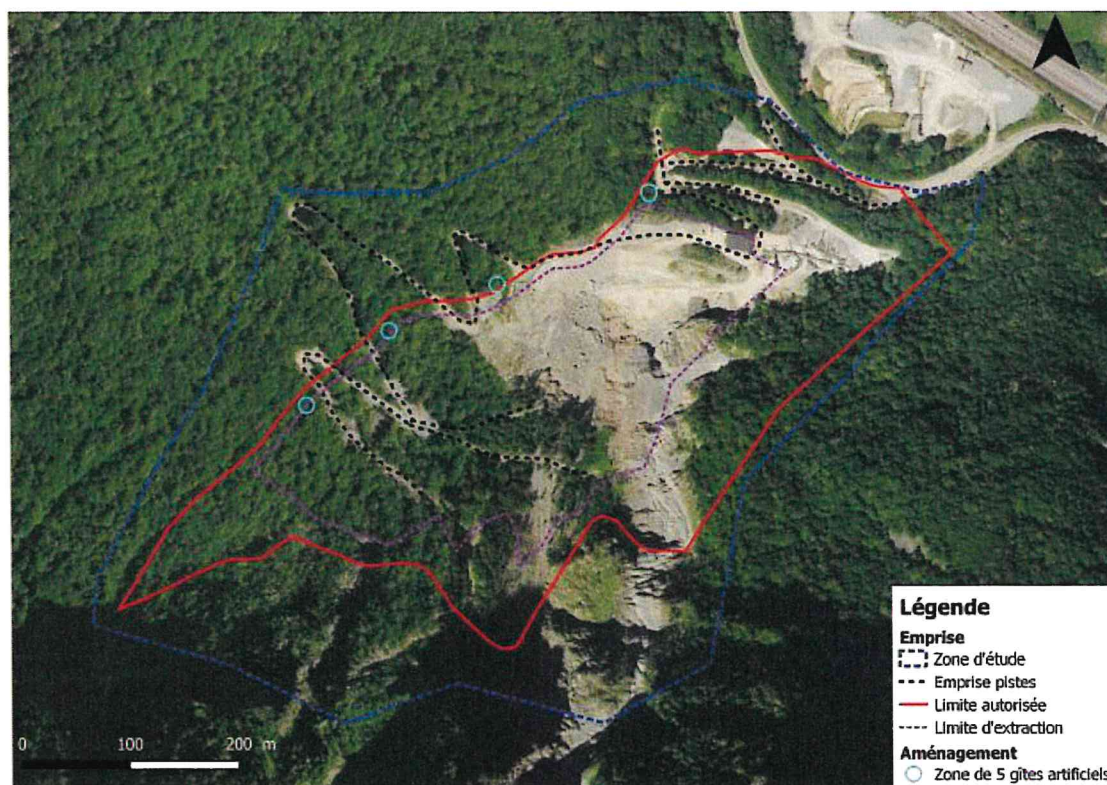 Légende
Emprise
Zone d'étude
Emprise pistes
Limite autorisée
Limite d'extraction
Aménagement
Zone de 5 gîtes artificiels
0 100 200 m